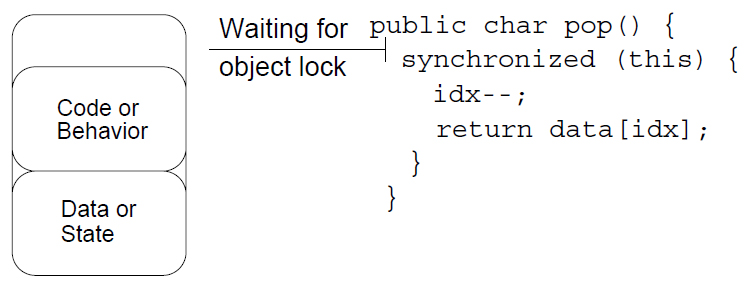 Code or
Behavior
Data or
State
Waiting for
object lock
public char pop() {
synchronized (this) {
idx--;
return data[idx];
}
}